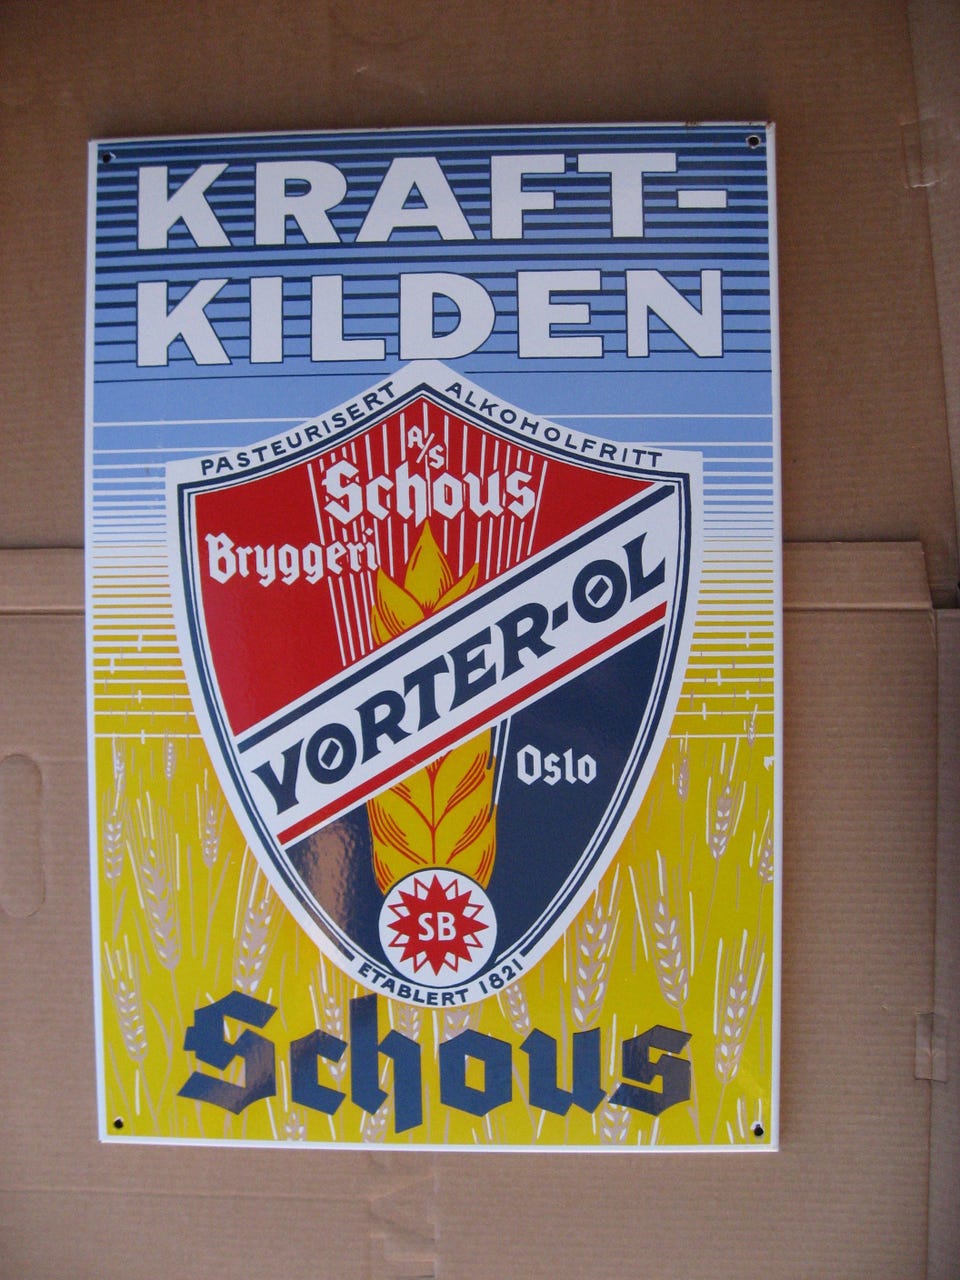 KRAFT-
KILDEN
PASTEURISERT ALKOHOLFRITT
A/S
Schous
Bryggeri
VØRTER-ØL
Oslo
SB
ETABLERT 1821
Schous